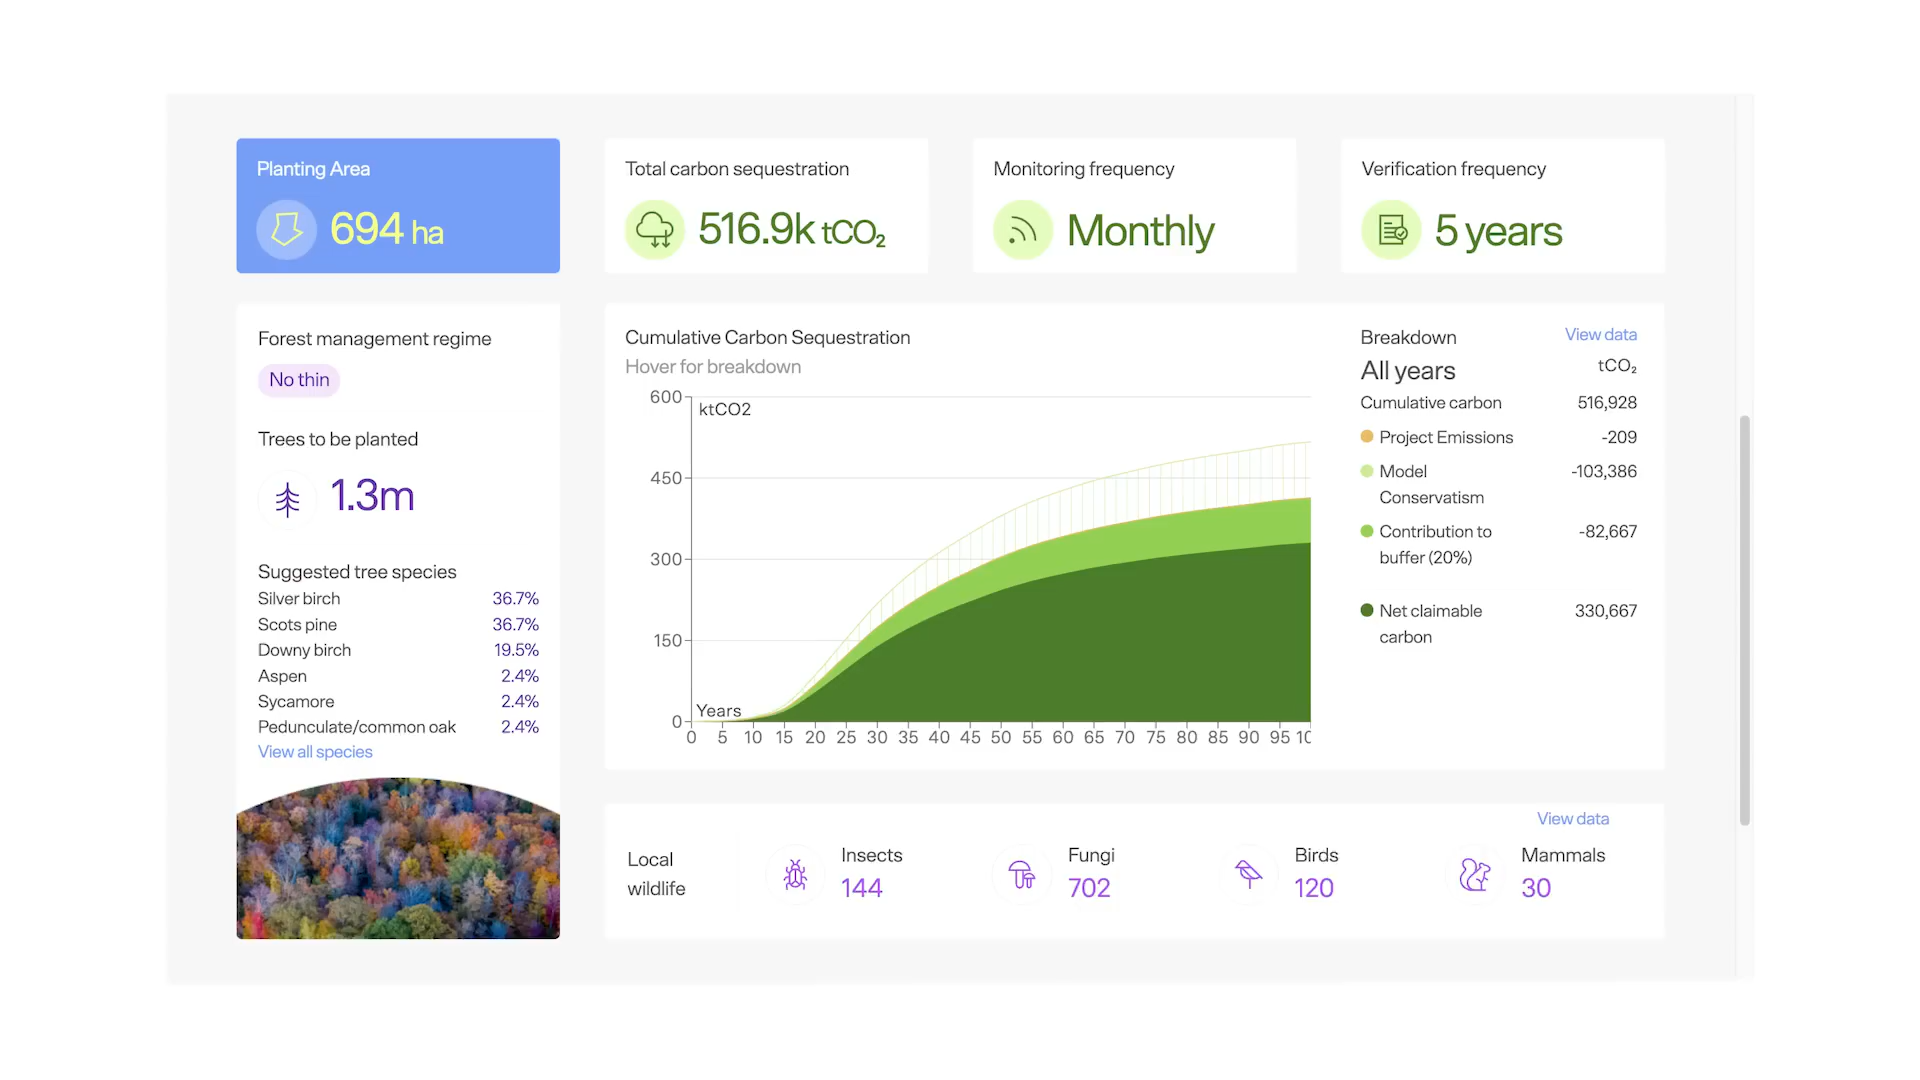 Planting Area
694 ha
Total carbon sequestration
516.9k tCO₂
Monitoring frequency
Monthly
Verification frequency
5 years
Forest management regime
No thin
Trees to be planted
1.3m
Suggested tree species
Silver birch 36.7%
Scots pine 36.7%
Downy birch 19.5%
Aspen 2.4%
Sycamore 2.4%
Pedunculate/common oak 2.4%
View all species
Cumulative Carbon Sequestration
Hover for breakdown
600
ktCO2
450
300
150
0
Years
0 5 10 15 20 25 30 35 40 45 50 55 60 65 70 75 80 85 90 95 10
Breakdown View data
All years tCO₂
Cumulative carbon 516,928
Project Emissions -209
Model -103,386
Conservatism
Contribution to -82,667
buffer (20%)
Net claimable 330,667
carbon
View data
Local
wildlife
Insects
144
Fungi
702
Birds
120
Mammals
30